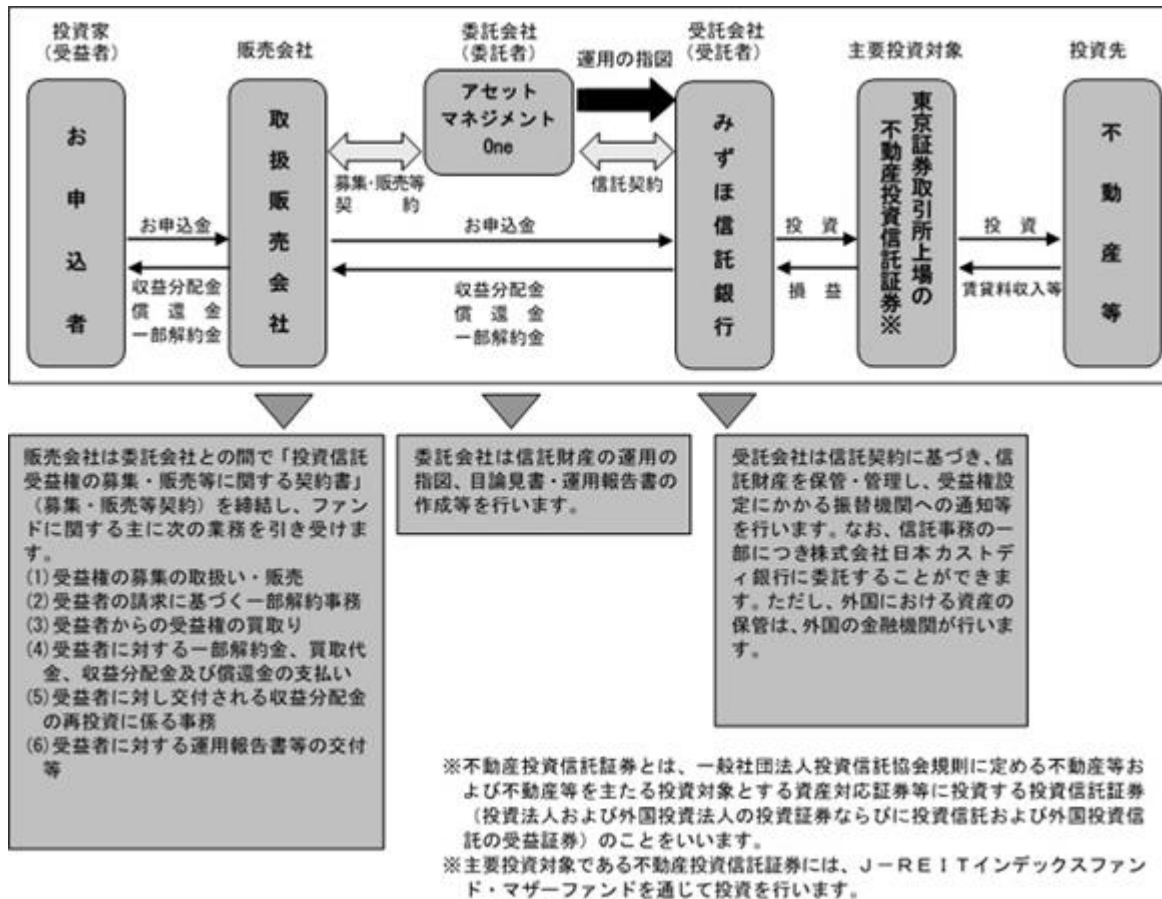 投資家
(受益者)
販売会社
委託会社
(委託者)
運用の指図
受託会社
(受託者)
主要投資対象
投資先
お申込者
取扱販売会社
アセット
マネジメント
One
みずほ信託銀行
東京証券取引所上場の
不動産投資信託証券※
不動産等
募集・販売等
契約
信託契約
お申込金
収益分配金
償還金
一部解約金
お申込金
収益分配金
償還金
一部解約金
投資
損益
投資
賃貸料収入等
販売会社は委託会社との間で「投資信託
受益権の募集・販売等に関する契約書」
(募集・販売等契約)を締結し、ファン
ドに関する主に次の業務を引き受けま
す。
(1)受益権の募集の取扱い・販売
(2)受益者の請求に基づく一部解約事務
(3)受益者からの受益権の買取り
(4)受益者に対する一部解約金、買取代
金、収益分配金及び償還金の支払い
(5)受益者に対し交付される収益分配金
の再投資に係る事務
(6)受益者に対する運用報告書等の交付
等
委託会社は信託財産の運用の
指図、目論見書・運用報告書の
作成等を行います。
受託会社は信託契約に基づき、信
託財産を保管・管理し、受益権設
定にかかる振替機関への通知等
を行います。なお、信託事務の一
部につき株式会社日本カストデ
ィ銀行に委託することができま
す。ただし、外国における資産の
保管は、外国の金融機関が行いま
す。
※不動産投資信託証券とは、一般社団法人投資信託協会規則に定める不動産等お
よび不動産等を主たる投資対象とする資産対応証券等に投資する投資信託証券
(投資法人および外国投資法人の投資証券ならびに投資信託および外国投資信
託の受益証券)のことをいいます。
※主要投資対象である不動産投資信託証券には、J-REITインデックスファン
ド・マザーファンドを通じて投資を行います。